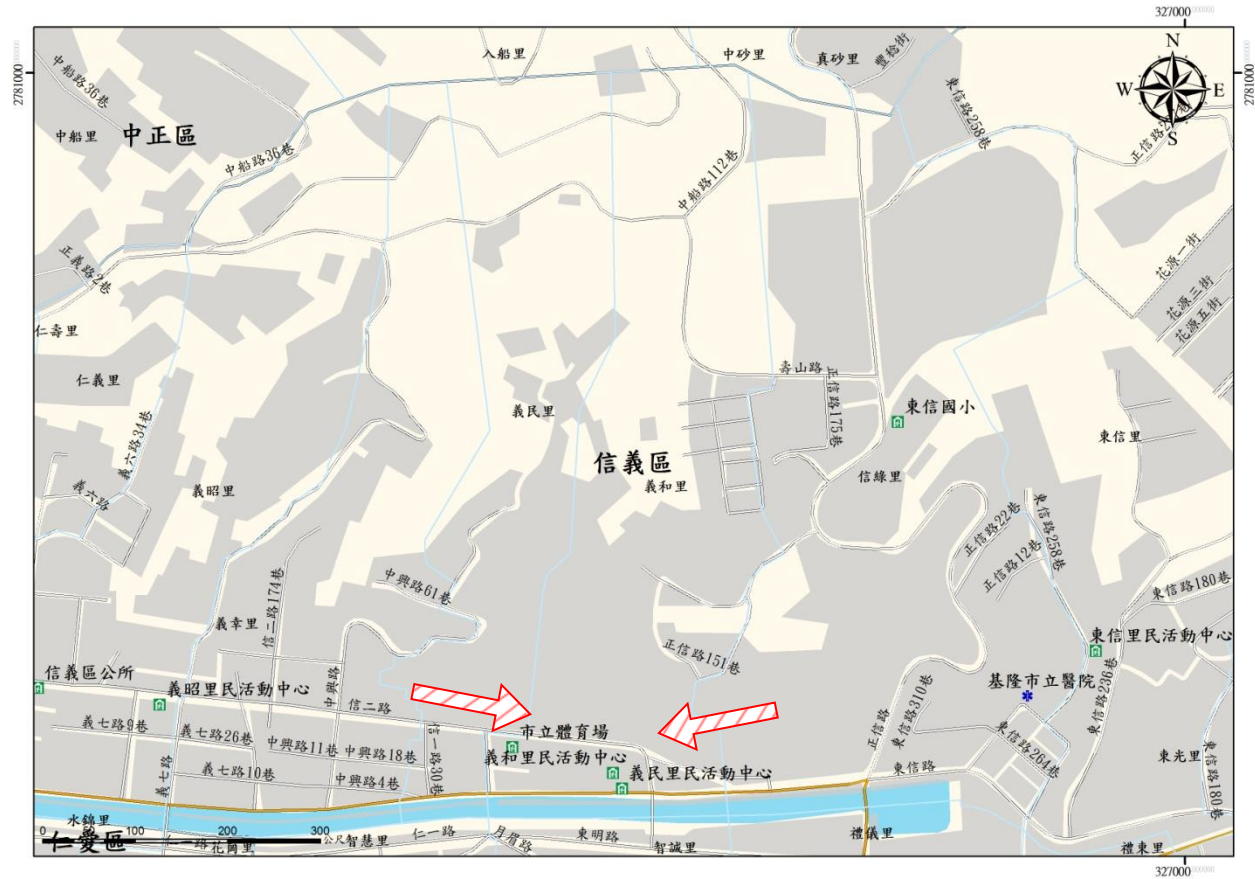 327000
2781000
2781000
N
W
E
S
八船里
中砂里
真砂里
豐稔街
中船路36巷
中船里
中正區
東信路258巷
中船路36巷
中船路112巷
正義路2巷
花源一街
花源三街
花源五街
仁壽里
仁義里
壽山路
正信路175巷
義民里
東信國小
東信里
義六路34巷
信義區
義和里
信綠里
義六路
義昭里
東信路258巷
正信路22巷
正信路12巷
中興路61巷
東信路180巷
信二路174巷
義幸里
正信路151巷
東信里民活動中心
信義區公所
義昭里民活動中心
中興路
信二路
基隆市立醫院
東信路236巷
東信路310巷
正信路
義七路9巷
義七路26巷
中興路11巷
中興路18巷
信一路30巷
市立體育場
義和里民活動中心
義民里民活動中心
東信路
東信路264巷
東光里
東信路180巷
義七路
義七路10巷
中興路4巷
水錦里
0
100
200
300
公尺
仁愛區
仁一路
花崗里
智慧里
仁一路
月眉路
東明路
智誠里
禮儀里
禮東里
327000